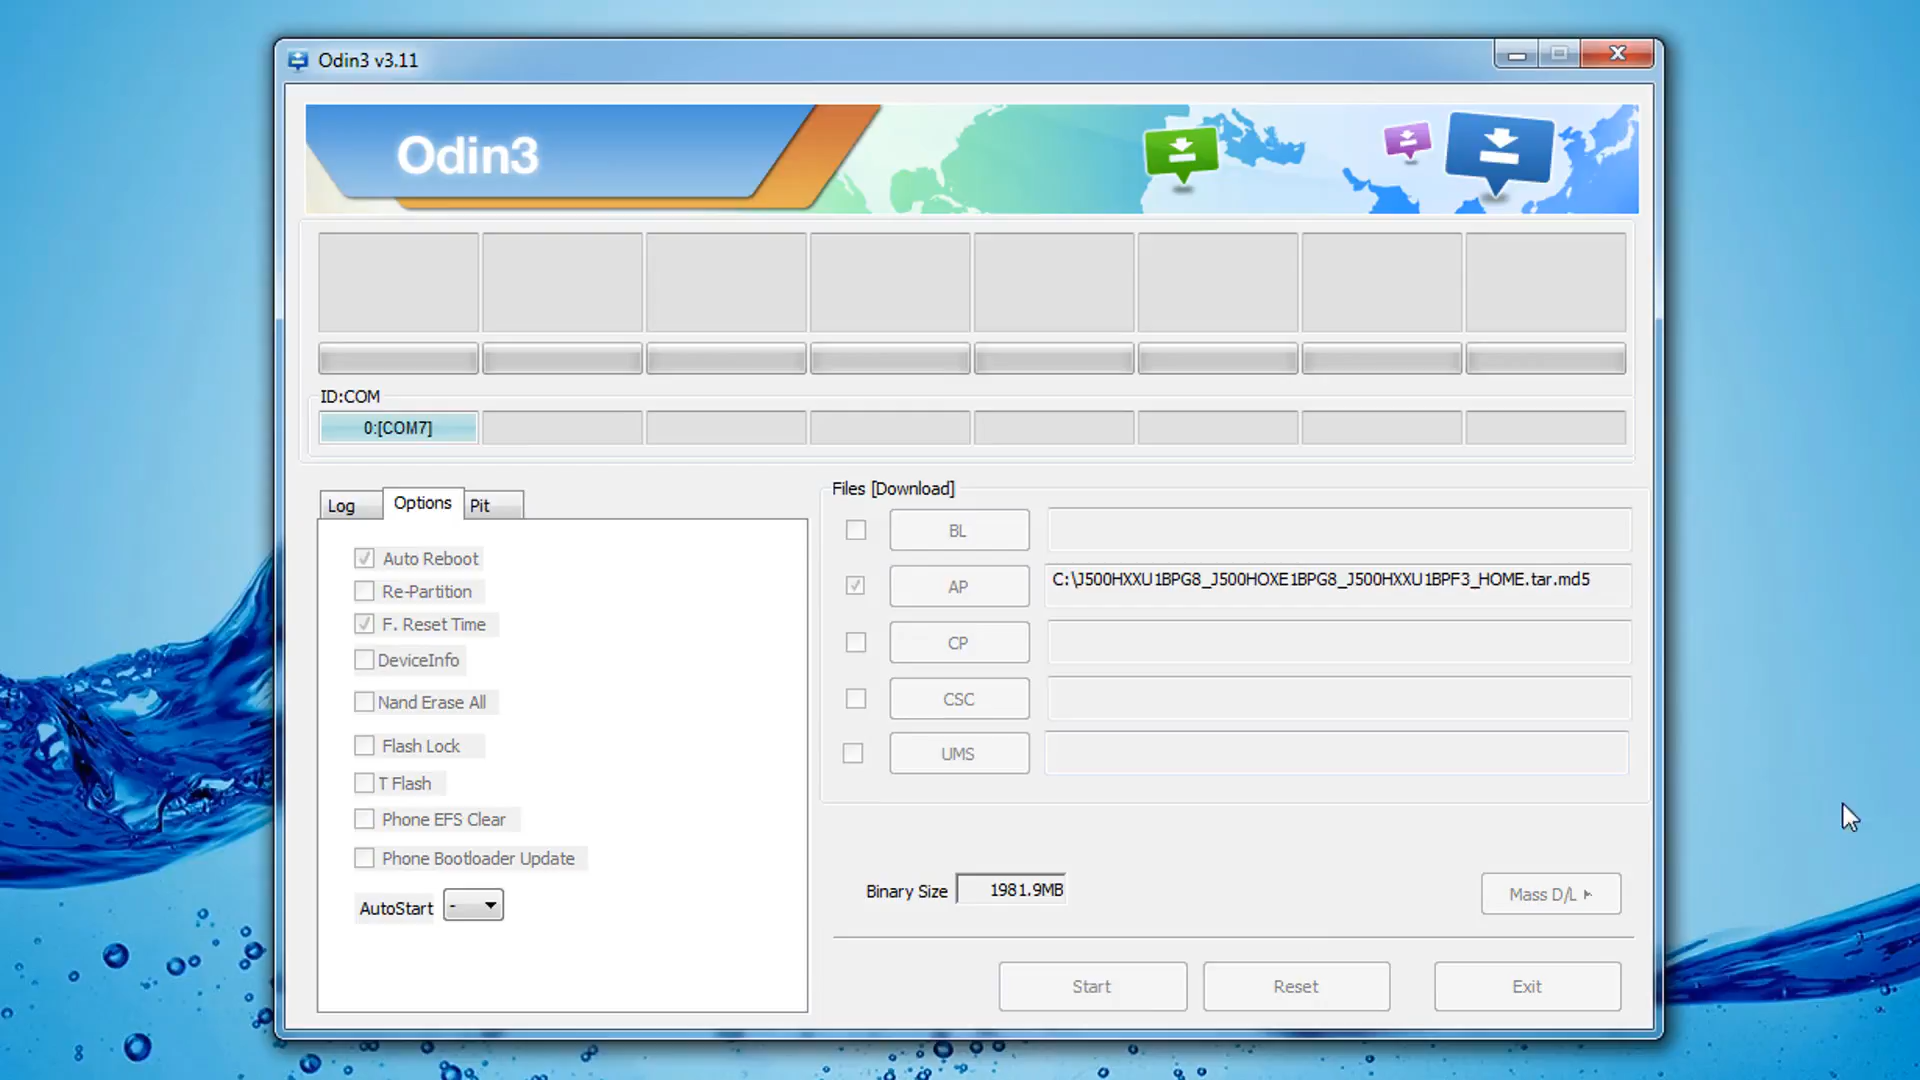 Odin3 v3.11
Odin3
ID:COM
0:[COM7]
Log
Options
Pit
Auto Reboot
Re-Partition
F. Reset Time
DeviceInfo
Nand Erase All
Flash Lock
T Flash
Phone EFS Clear
Phone Bootloader Update
AutoStart -
Files [Download]
BL
AP C:\J500HXXU1BPG8_J500HOXE1BPG8_J500HXXU1BPF3_HOME.tar.md5
CP
CSC
UMS
Binary Size 1981.9MB
Mass D/L
Start
Reset
Exit